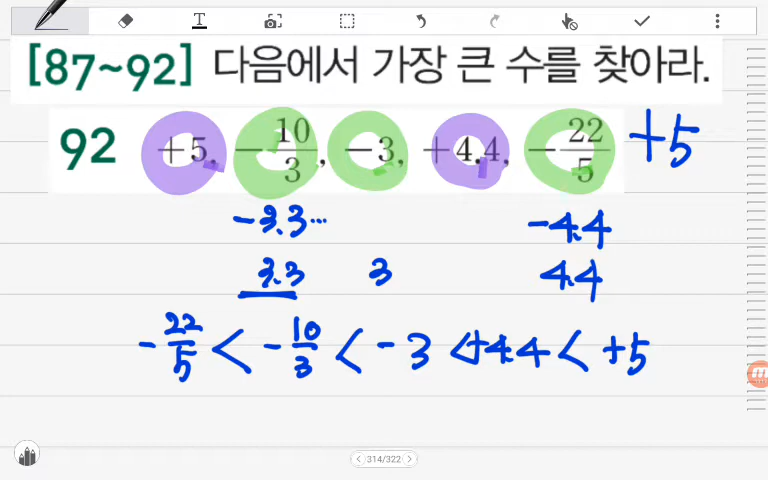 [87~92] 다음에서 가장 큰 수를 찾아라.
92 +5, -10/3, -3, +4.4, -22/5 +5
-3.3... -4.4
3.3 3 4.4
-22/5 < -10/3 < -3 < +4.4 < +5
314/322